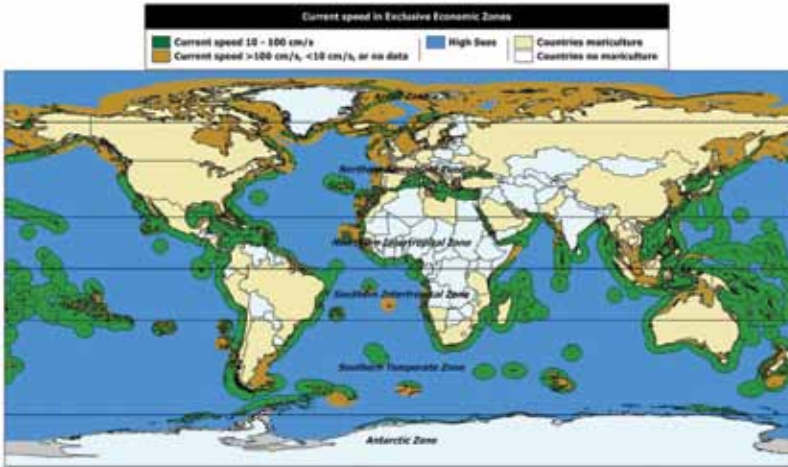 Current speed in Exclusive Economic Zones
Current speed 10 - 100 cm/s
High Seas
Countries mariculture
Current speed >100 cm/s, <10 cm/s, or no data
Countries no mariculture
Northern
Zone
Northern Intertropical Zone
Southern Intertropical Zone
Southern Temperate Zone
Antarctic Zone